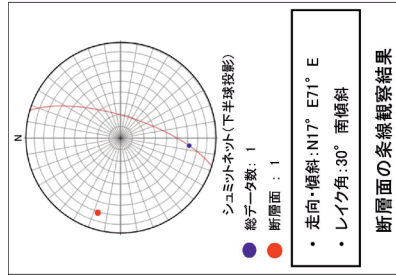 N
シュミットネット(下半球投影)
総データ数: 1
断層面 : 1
・ 走向・傾斜:N17° E71° E
・ レイク角:30° 南傾斜
断層面の条線観察結果